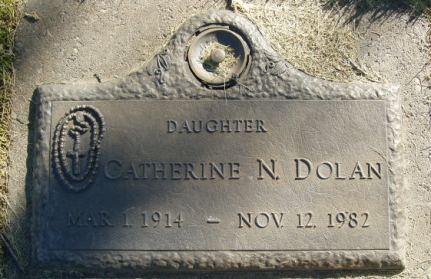 DAUGHTER
CATHERINE N. DOLAN
MAR. 1, 1914 – NOV. 12, 1982